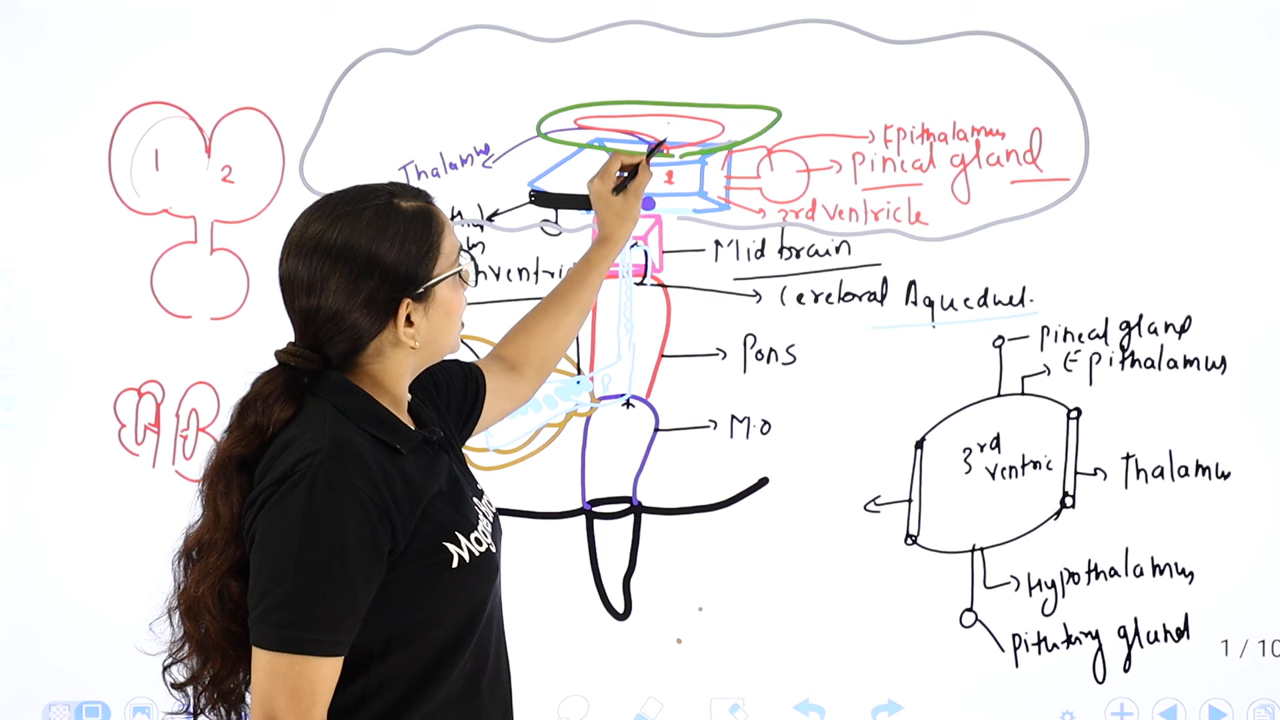 1 2
Thalamus
Epithalamus
pineal gland
3rd ventricle
Mid brain
Cerebral Aqueduct.
Pons
M.O
pineal gland
Epithalamus
3rd
ventric
Thalamus
Hypothalamus
pituitary gland
1 / 10